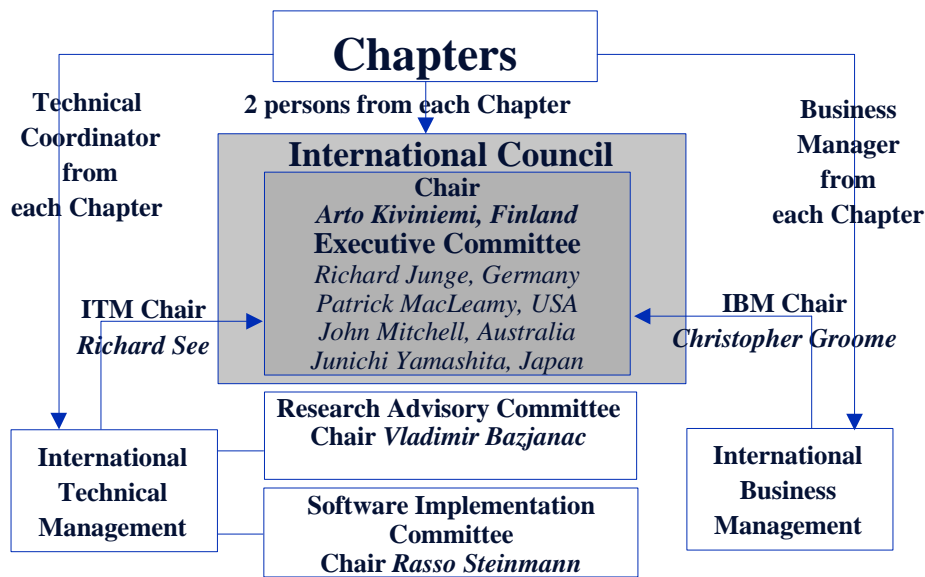 Chapters
2 persons from each Chapter
Technical
Coordinator
from
each Chapter
Business
Manager
from
each Chapter
International Council
Chair
Arto Kiviniemi, Finland
Executive Committee
Richard Junge, Germany
Patrick MacLeamy, USA
John Mitchell, Australia
Junichi Yamashita, Japan
ITM Chair
Richard See
IBM Chair
Christopher Groome
Research Advisory Committee
Chair Vladimir Bazjanac
International
Technical
Management
International
Business
Management
Software Implementation
Committee
Chair Rasso Steinmann